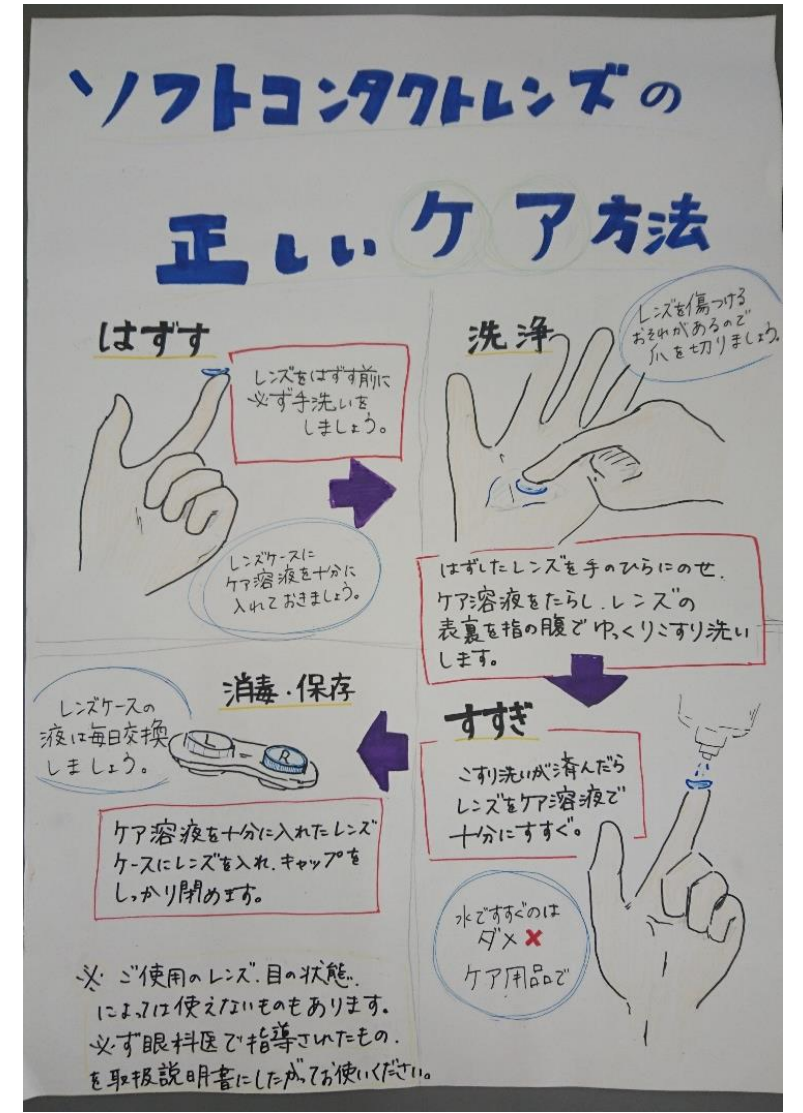 ソフトコンタクトレンズの
正しいケア方法
はずす
レンズをはずす前に
必ず手洗いを
しましょう。
レンズケースに
ケア溶液を十分に
入れておきましょう。
洗浄
レンズを傷つける
おそれがあるので
爪を切りましょう。
はずしたレンズを手のひらにのせ、
ケア溶液をたらし、レンズの
表裏を指の腹でゆっくりこすり洗い
します。
すすぎ
こすり洗いが済んだら
レンズをケア溶液で
十分にすすぐ。
水ですすぐのは
ダメ✖
ケア用品で
消毒・保存
レンズケースの
液は毎日交換
しましょう。
L
R
ケア溶液を十分に入れたレンズ
ケースにレンズを入れ、キャップを
しっかり閉めます。
※ ご使用のレンズ、目の状態、
によっては使えないものもあります。
必ず眼科医で指導されたもの、
を取扱説明書にしたがってお使いください。